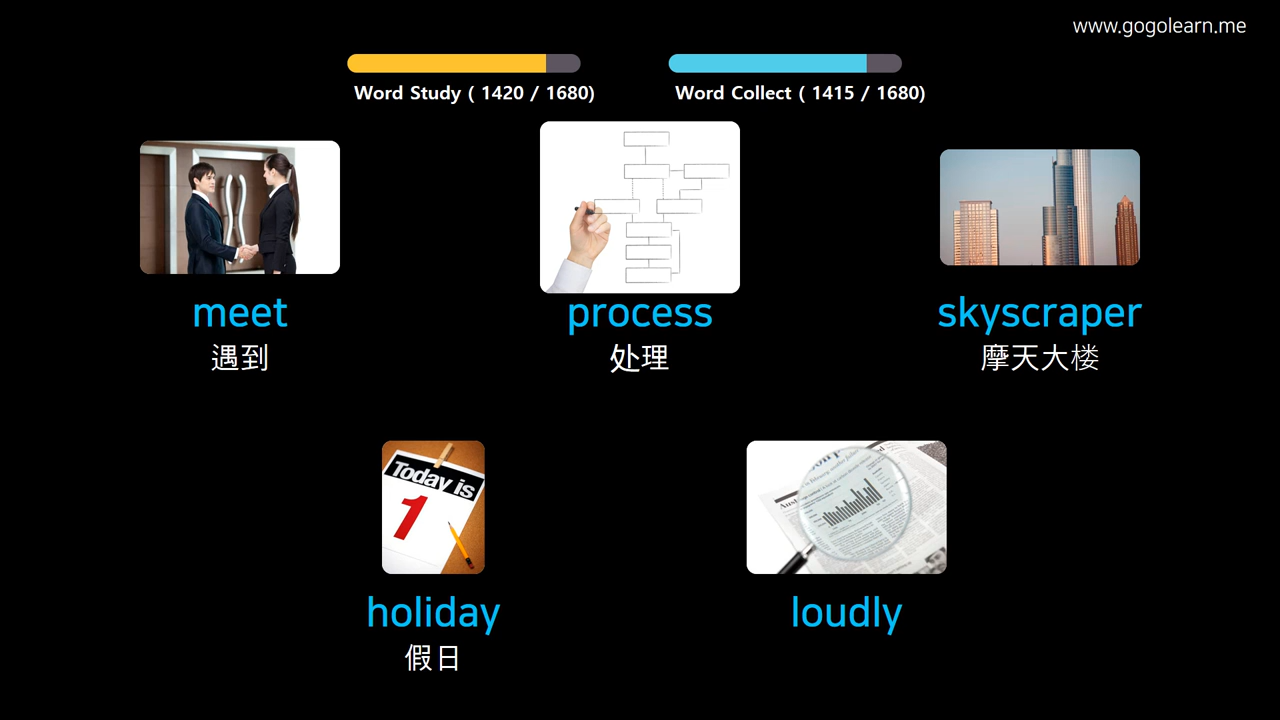 www.gogolearn.me
Word Study ( 1420 / 1680)
Word Collect ( 1415 / 1680)
meet
遇到
process
处理
skyscraper
摩天大楼
Today is
1
holiday
假日
loudly